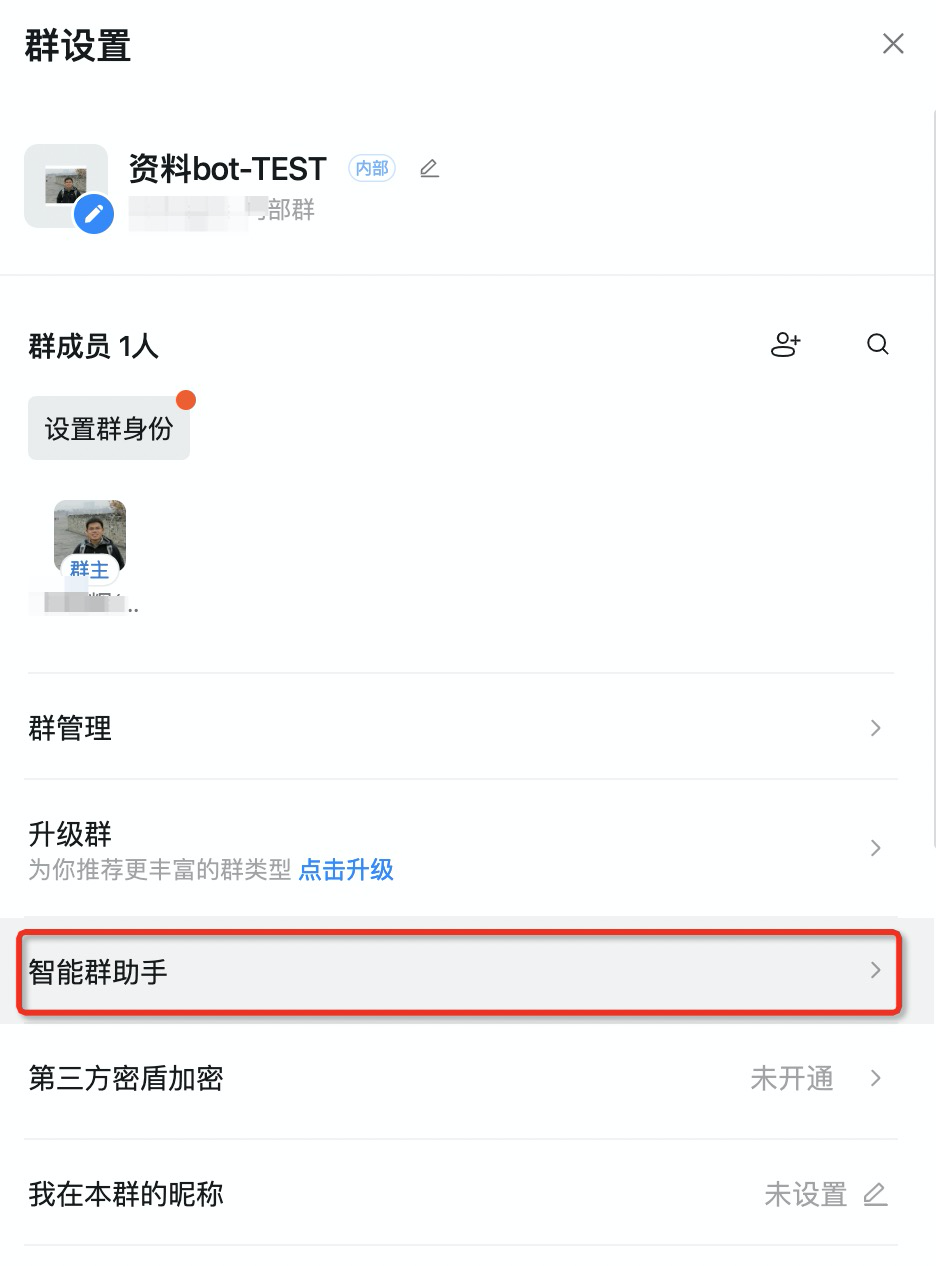 群设置
资料bot-TEST 内部
部群
群成员 1人
设置群身份
群主
群管理
升级群
为你推荐更丰富的群类型 点击升级
智能群助手
第三方密盾加密 未开通
我在本群的昵称 未设置